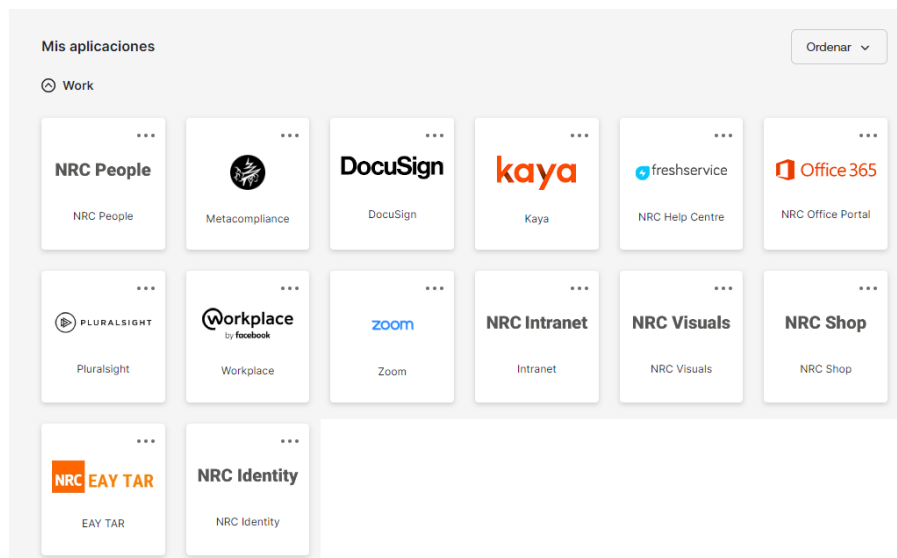 Mis aplicaciones
Ordenar
Work
NRC People
NRC People
Metacompliance
DocuSign
DocuSign
kaya
Kaya
freshservice
NRC Help Centre
Office 365
NRC Office Portal
PLURALSIGHT
Pluralsight
Workplace
by facebook
Workplace
zoom
Zoom
NRC Intranet
Intranet
NRC Visuals
NRC Visuals
NRC Shop
NRC Shop
NRC EAY TAR
EAY TAR
NRC Identity
NRC Identity